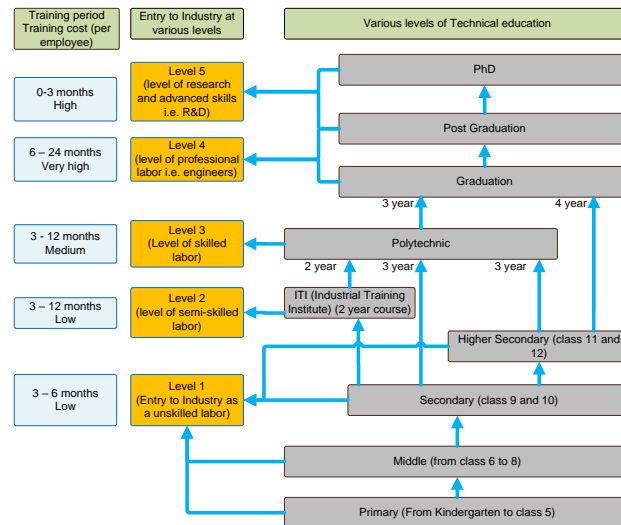 Training period
Training cost (per
employee)
Entry to Industry at
various levels
Various levels of Technical education
0-3 months
High
Level 5
(level of research
and advanced skills
i.e. R&D)
PhD
Post Graduation
6 – 24 months
Very high
Level 4
(level of professional
labor i.e. engineers)
Graduation
3 year
4 year
3 - 12 months
Medium
Level 3
(Level of skilled
labor)
Polytechnic
2 year
3 year
3 year
3 – 12 months
Low
Level 2
(level of semi-skilled
labor)
ITI (Industrial Training
Institute) (2 year course)
Higher Secondary (class 11 and
12)
3 – 6 months
Low
Level 1
(Entry to Industry as
a unskilled labor)
Secondary (class 9 and 10)
Middle (from class 6 to 8)
Primary (From Kindergarten to class 5)